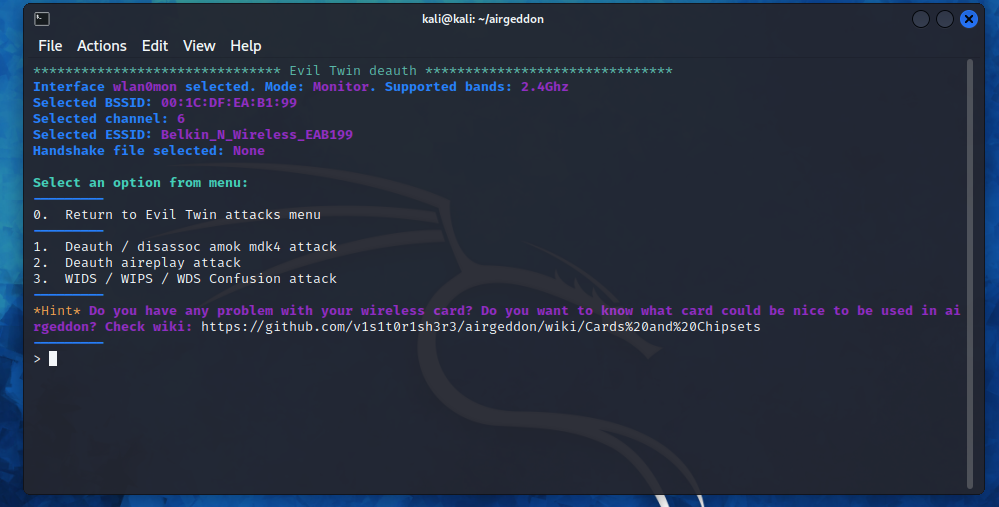 kali@kali: ~/airgeddon
File Actions Edit View Help
******************************* Evil Twin deauth *******************************
Interface wlan0mon selected. Mode: Monitor. Supported bands: 2.4Ghz
Selected BSSID: 00:1C:DF:EA:B1:99
Selected channel: 6
Selected ESSID: Belkin_N_Wireless_EAB199
Handshake file selected: None
Select an option from menu:
---------
0.  Return to Evil Twin attacks menu
---------
1.  Deauth / disassoc amok mdk4 attack
2.  Deauth aireplay attack
3.  WIDS / WIPS / WDS Confusion attack
---------
*Hint* Do you have any problem with your wireless card? Do you want to know what card could be nice to be used in ai
rgeddon? Check wiki: https://github.com/v1s1t0r1sh3r3/airgeddon/wiki/Cards%20and%20Chipsets
---------
>